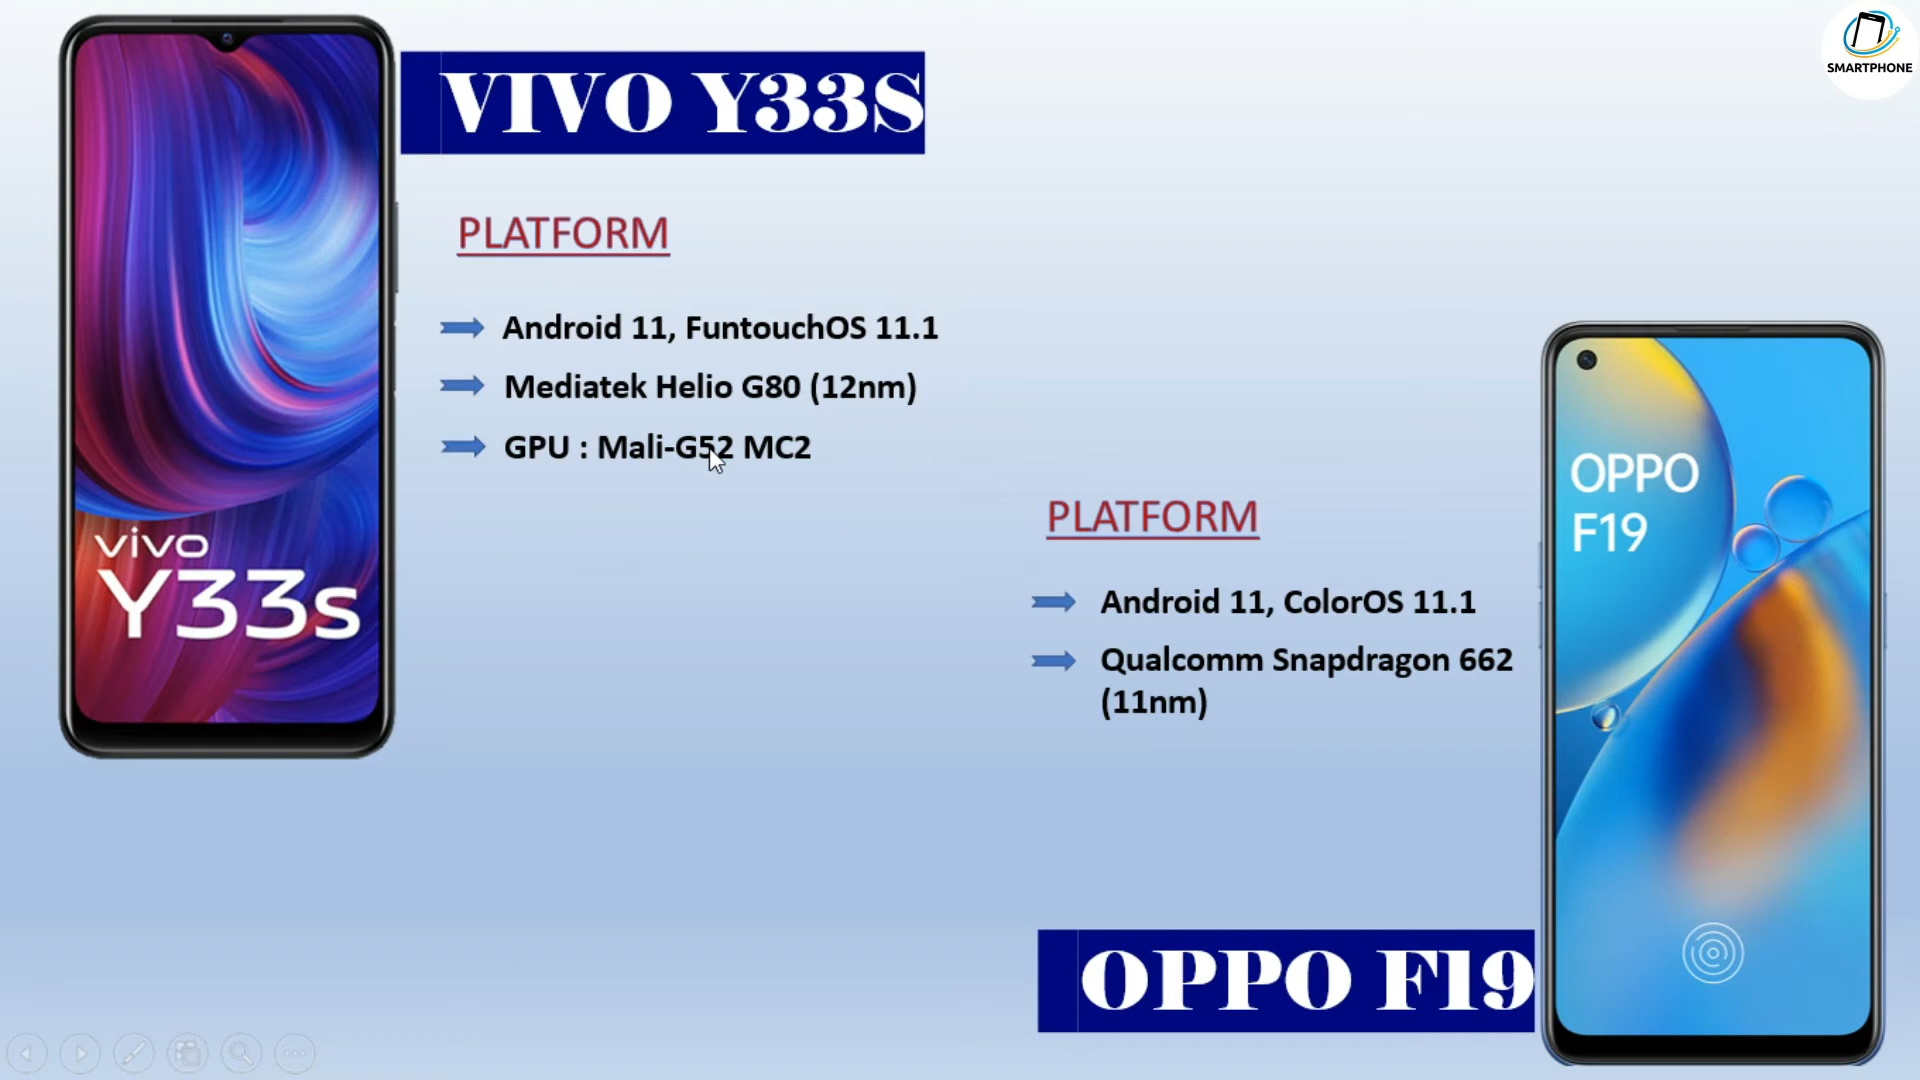 VIVO Y33S
SMARTPHONE
PLATFORM
Android 11, FuntouchOS 11.1
Mediatek Helio G80 (12nm)
GPU : Mali-G52 MC2
vivo
Y33s
PLATFORM
Android 11, ColorOS 11.1
Qualcomm Snapdragon 662
(11nm)
OPPO
F19
OPPO F19